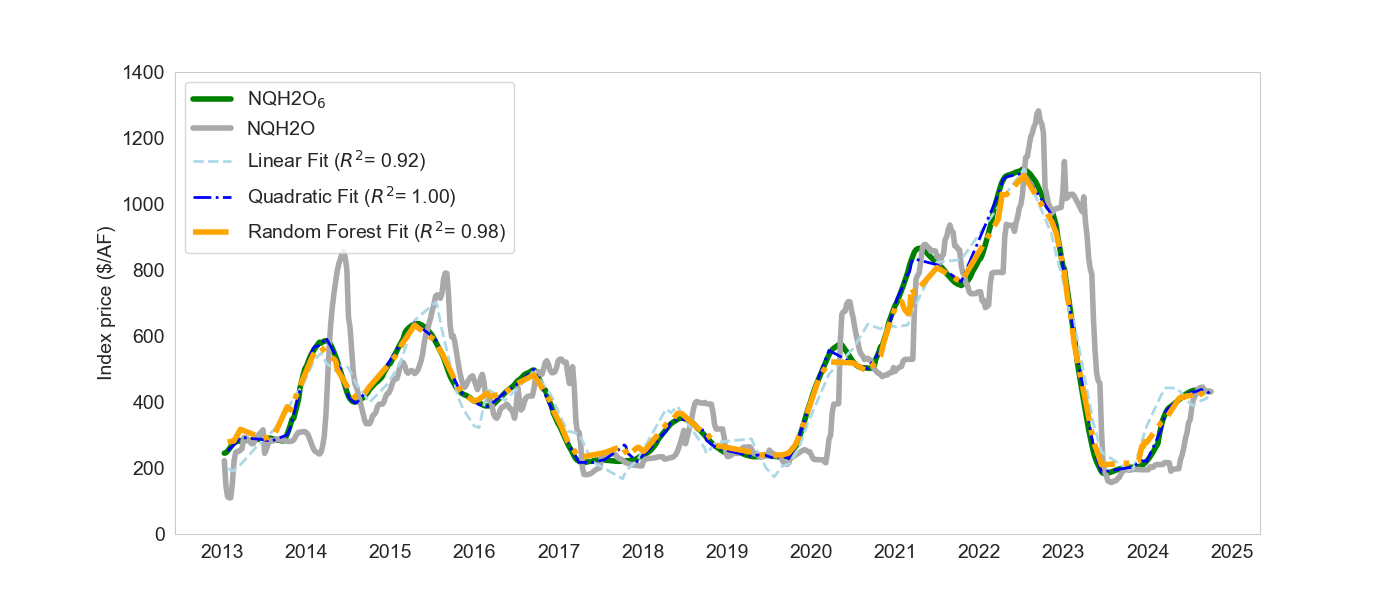 1400
1200
1000
800
600
400
200
0
Index price ($/AF)
NQH2O₆
NQH2O
Linear Fit (R²= 0.92)
Quadratic Fit (R²= 1.00)
Random Forest Fit (R²= 0.98)
2013 2014 2015 2016 2017 2018 2019 2020 2021 2022 2023 2024 2025